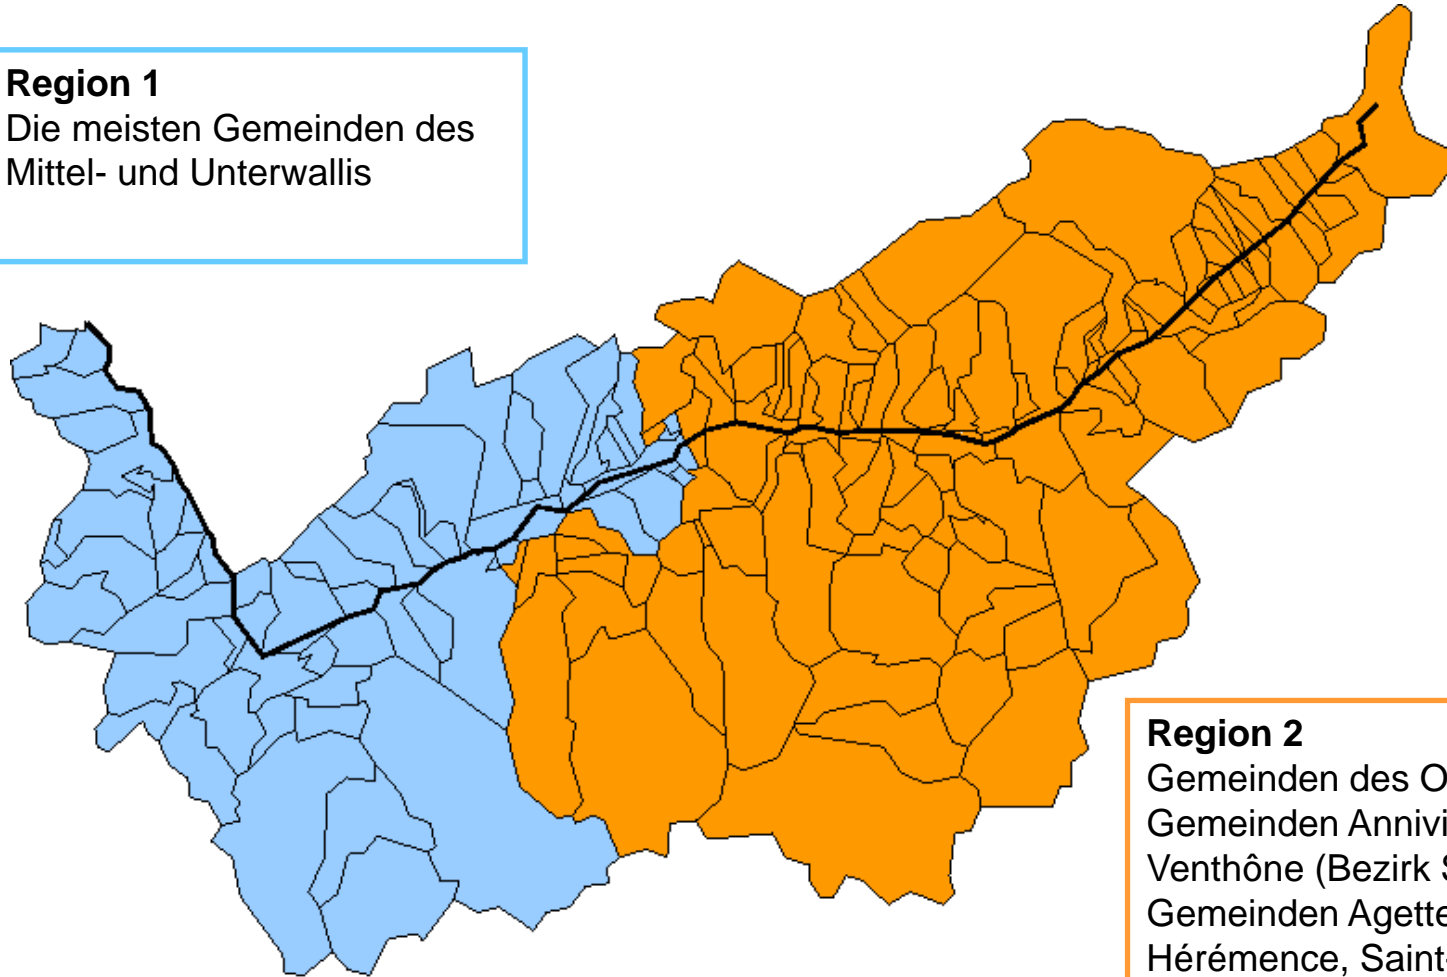 Region 1
Die meisten Gemeinden des
Mittel- und Unterwallis
Region 2
Gemeinden des
Gemeinden
Venthône (Bezirk
Gemeinden
Hérémence,